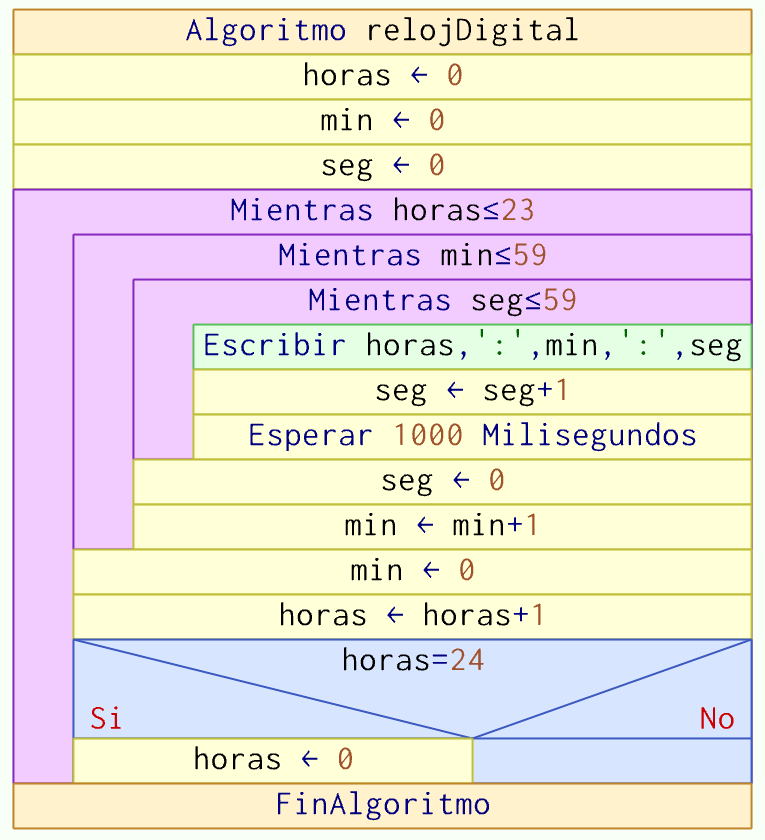 Algoritmo relojDigital
horas ← 0
min ← 0
seg ← 0
Mientras horas≤23
Mientras min≤59
Mientras seg≤59
Escribir horas,':',min,':',seg
seg ← seg+1
Esperar 1000 Milisegundos
seg ← 0
min ← min+1
min ← 0
horas ← horas+1
horas=24
Si No
horas ← 0
FinAlgoritmo